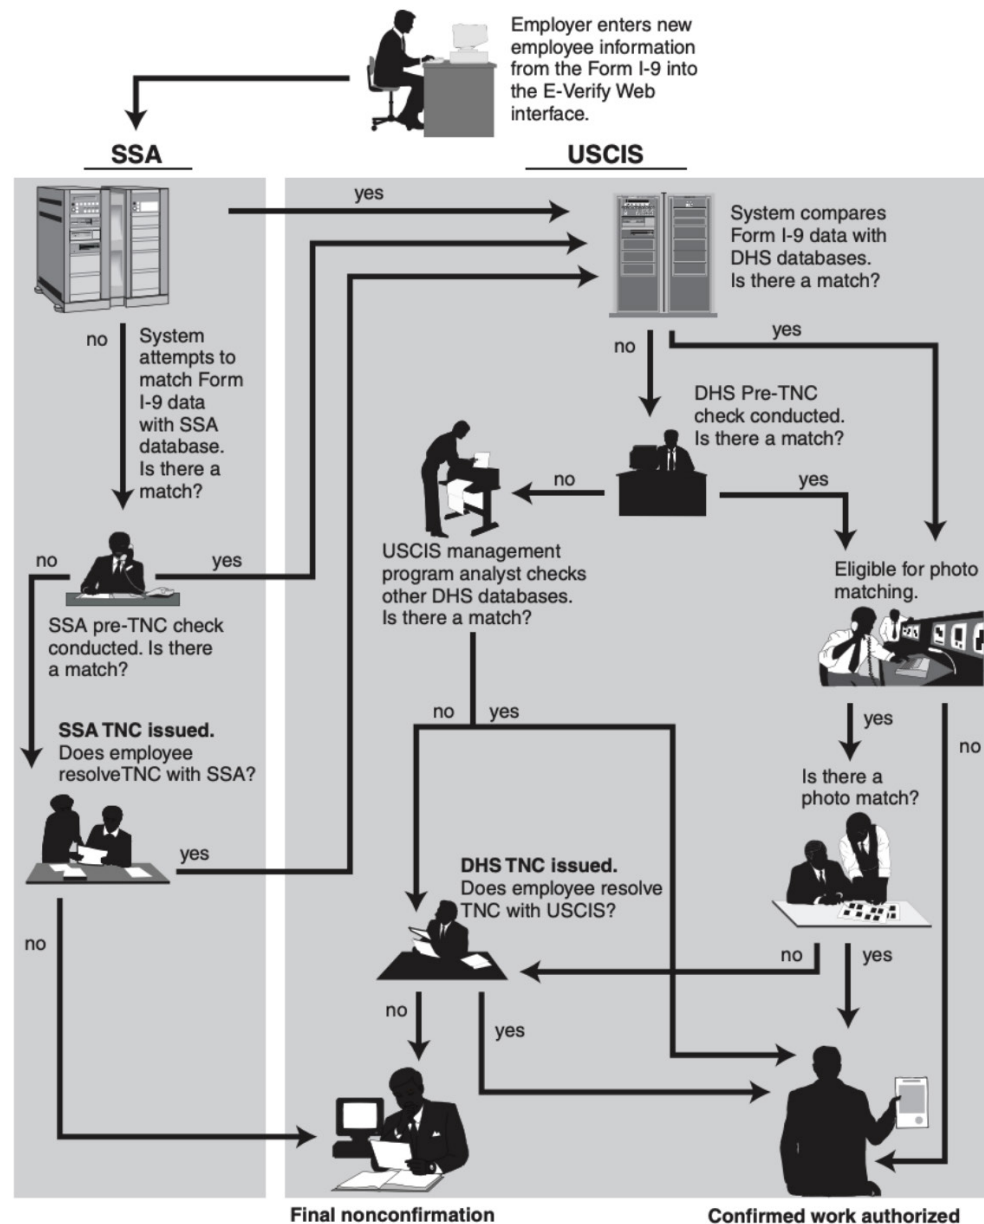 Employer enters new
employee information
from the Form I-9 into
the E-Verify Web
interface.
SSA
USCIS
yes
System compares
Form I-9 data with
DHS databases.
Is there a match?
no
System
attempts to
match Form
I-9 data
with SSA
database.
Is there a
match?
no
yes
DHS Pre-TNC
check conducted.
Is there a match?
no
yes
no
yes
USCIS management
program analyst checks
other DHS databases.
Is there a match?
Eligible for photo
matching.
SSA pre-TNC check
conducted. Is there
a match?
no
yes
yes
no
SSA TNC issued.
Does employee
resolveTNC with SSA?
Is there a
photo match?
yes
DHS TNC issued.
Does employee resolve
TNC with USCIS?
no
no
yes
no
yes
Final nonconfirmation
Confirmed work authorized